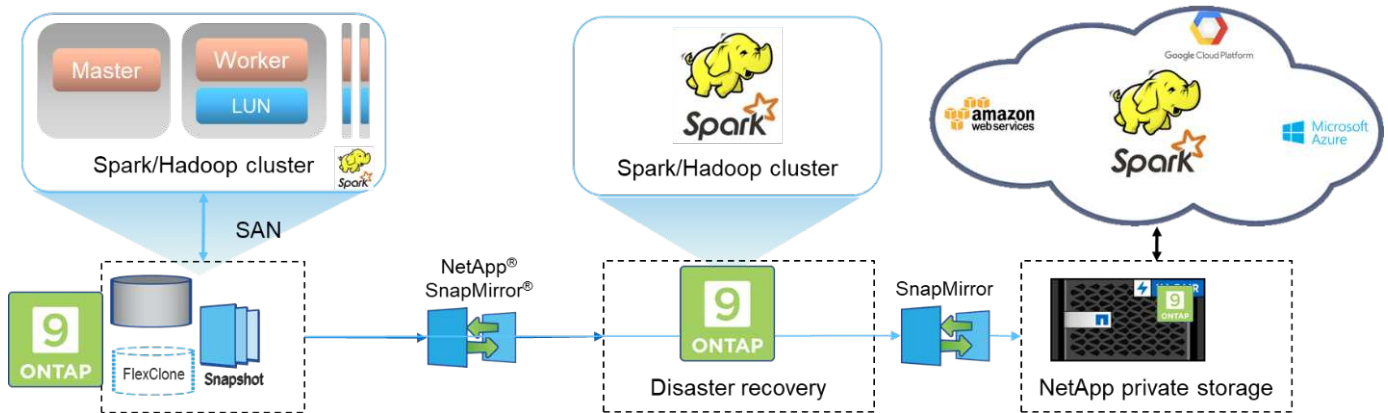 Master
Worker
LUN
Spark/Hadoop cluster
Spark
SAN
9
ONTAP
FlexClone
Snapshot
NetApp®
SnapMirror®
Spark
Spark/Hadoop cluster
9
ONTAP
Disaster recovery
SnapMirror
Google Cloud Platform
amazon
web services
Spark
Microsoft
Azure
9
ONTAP
NetApp private storage